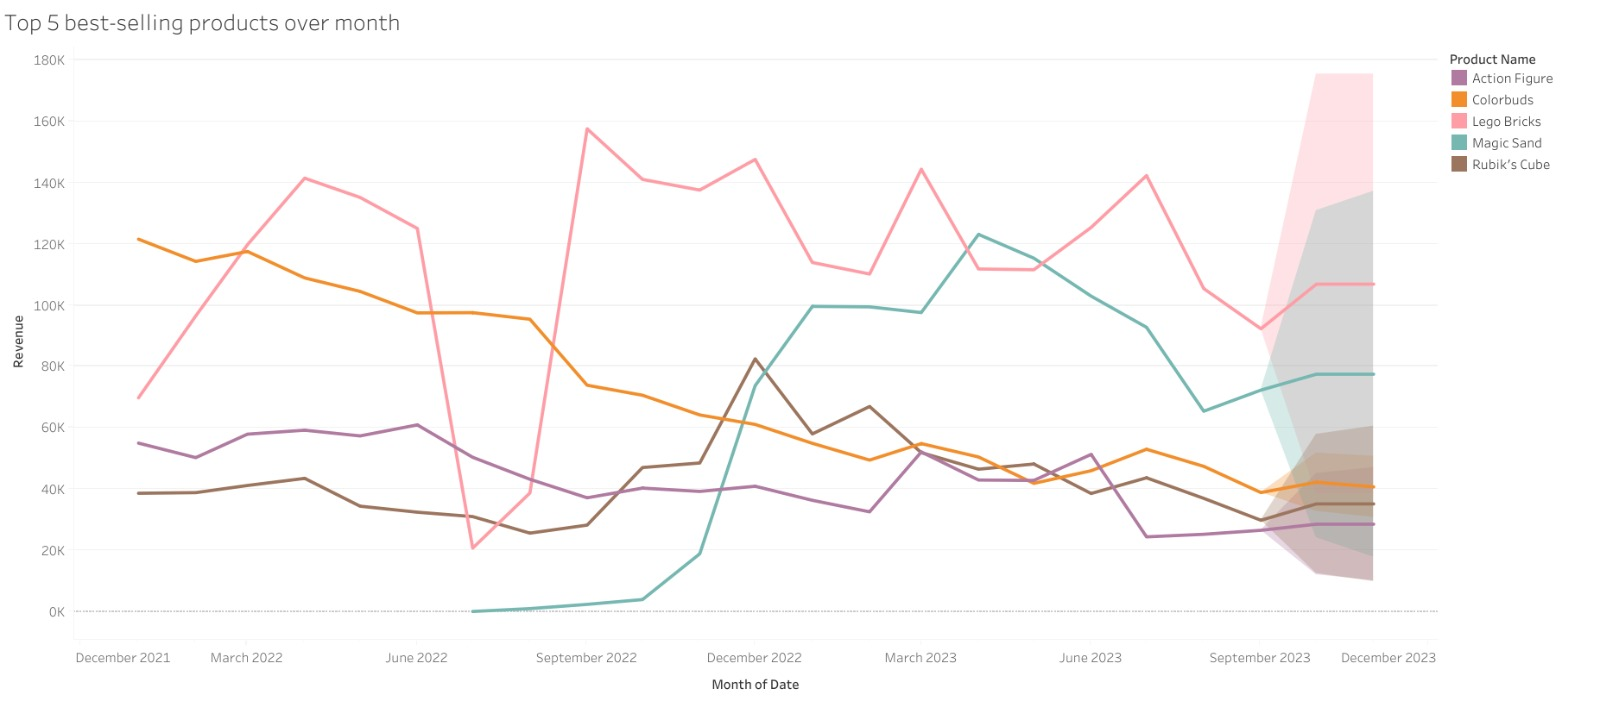 Top 5 best-selling products over month
180K
160K
140K
120K
100K
80K
60K
40K
20K
0K
Revenue
December 2021
March 2022
June 2022
September 2022
December 2022
March 2023
June 2023
September 2023
December 2023
Month of Date
Product Name
Action Figure
Colorbuds
Lego Bricks
Magic Sand
Rubik's Cube